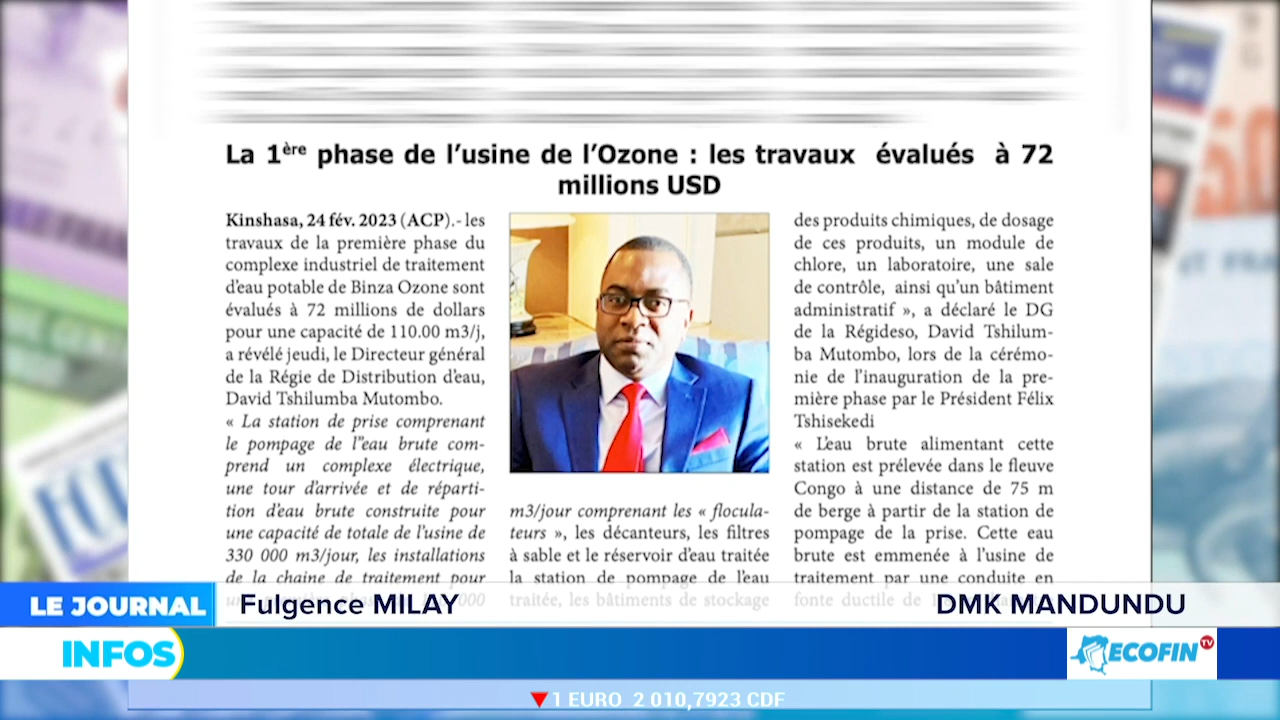 La 1ère phase de l’usine de l’Ozone : les travaux évalués à 72
millions USD
Kinshasa, 24 fév. 2023 (ACP).- les
travaux de la première phase du
complexe industriel de traitement
d’eau potable de Binza Ozone sont
évalués à 72 millions de dollars
pour une capacité de 110.00 m3/j,
a révélé jeudi, le Directeur général
de la Régie de Distribution d’eau,
David Tshilumba Mutombo.
« La station de prise comprenant
le pompage de l’’eau brute com-
prend un complexe électrique,
une tour d’arrivée et de réparti-
tion d’eau brute construite pour
une capacité de totale de l’usine de
330 000 m3/jour, les installations
de la chaine de traitement pour
m3/jour comprenant les « flocula-
teurs », les décanteurs, les filtres
à sable et le réservoir d’eau traitée
la station de pompage de l’eau
traitée, les bâtiments de stockage
des produits chimiques, de dosage
de ces produits, un module de
chlore, un laboratoire, une sale
de contrôle, ainsi qu’un bâtiment
administratif », a déclaré le DG
de la Régideso, David Tshilum-
ba Mutombo, lors de la cérémo-
nie de l’inauguration de la pre-
mière phase par le Président Félix
Tshisekedi
« L’eau brute alimentant cette
station est prélevée dans le fleuve
Congo à une distance de 75 m
de berge à partir de la station de
pompage de la prise. Cette eau
brute est emmenée à l’usine de
traitement par une conduite en
fonte ductile de
LE JOURNAL
Fulgence MILAY
DMK MANDUNDU
INFOS
ECOFIN TV
1 EURO 2 010,7923 CDF